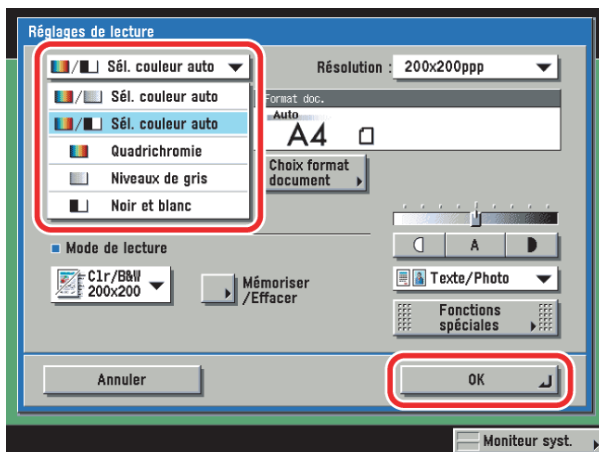 Réglages de lecture
Sél. couleur auto
Résolution : 200x200ppp
Sél. couleur auto
Sél. couleur auto
Quadrichromie
Niveaux de gris
Noir et blanc
Format doc.
Auto
A4
Choix format
document
Mode de lecture
Clr/B&W
200x200
Mémoriser
/Effacer
A
Texte/Photo
Fonctions
spéciales
Annuler
OK
Moniteur syst.